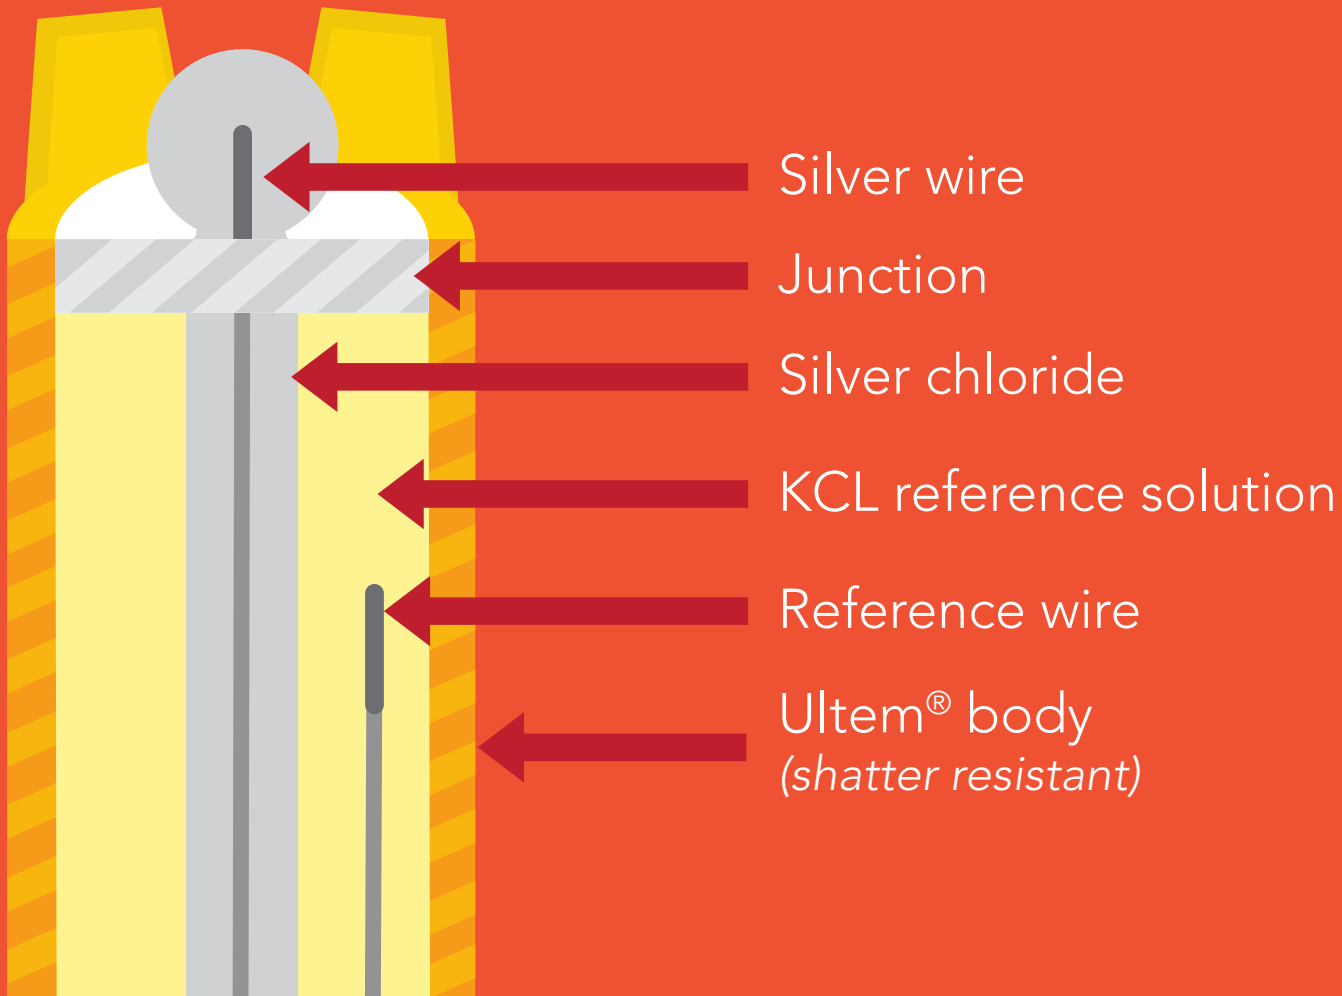 Silver wire
Junction
Silver chloride
KCL reference solution
Reference wire
Ultem® body
(shatter resistant)